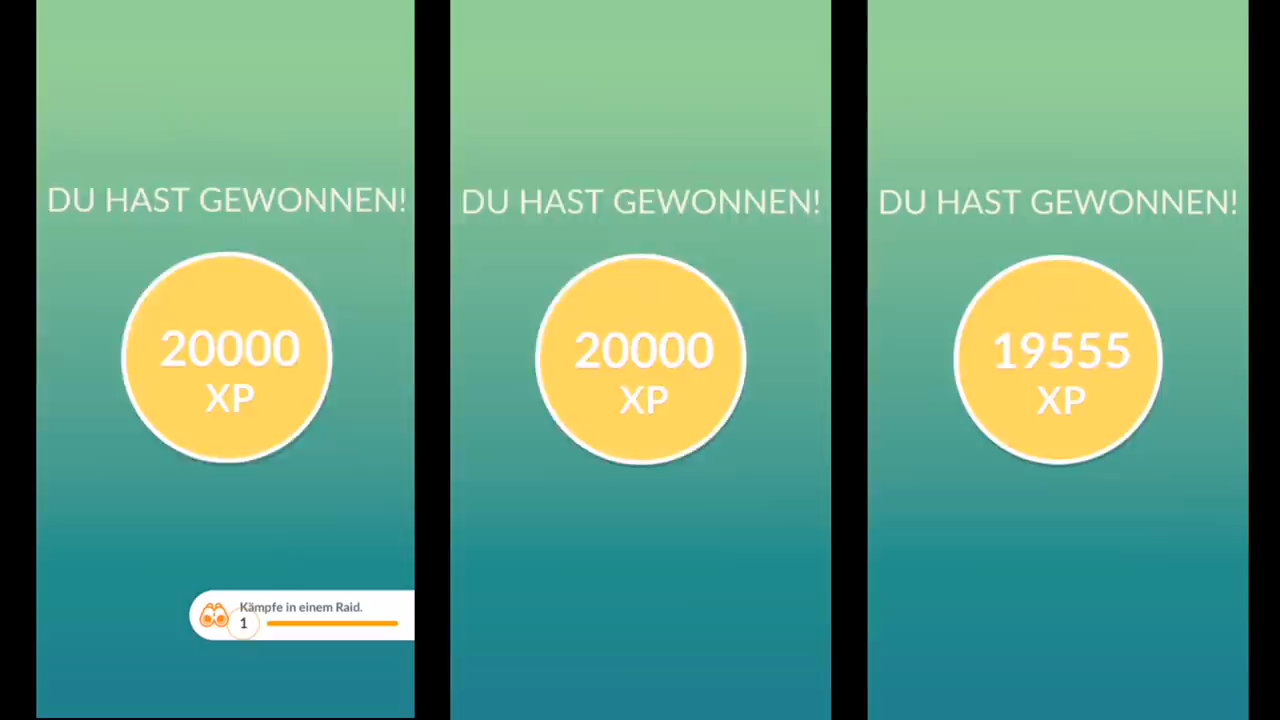 DU HAST GEWONNEN!
20000
XP
Kämpfe in einem Raid.
1
DU HAST GEWONNEN!
20000
XP
DU HAST GEWONNEN!
19555
XP